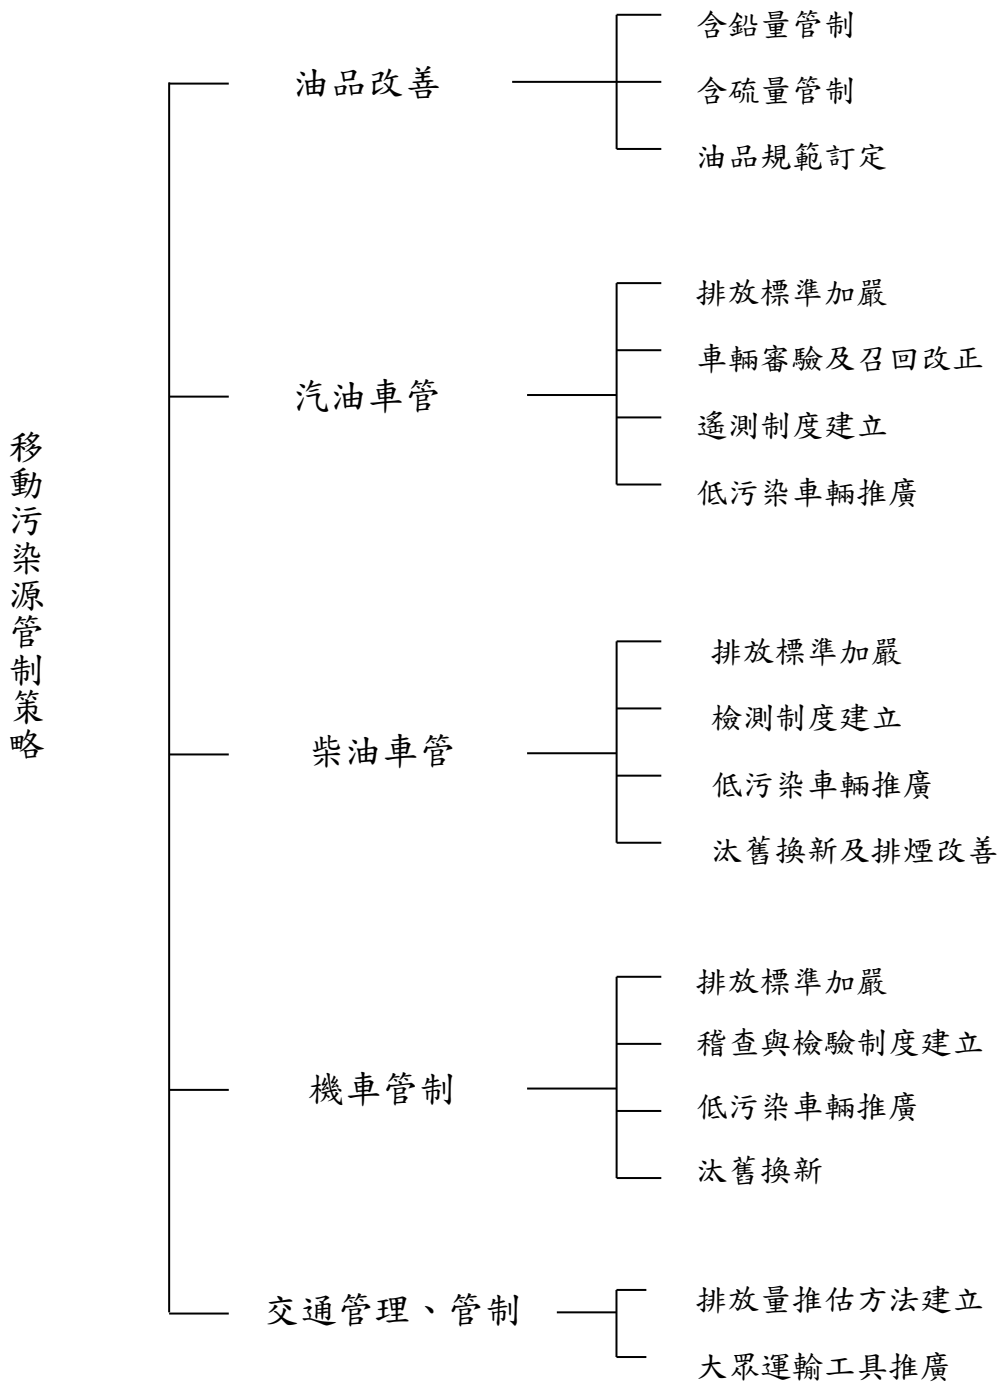 移動污染源管制策略
油品改善
含鉛量管制
含硫量管制
油品規範訂定
汽油車管
排放標準加嚴
車輛審驗及召回改正
遙測制度建立
低污染車輛推廣
柴油車管
排放標準加嚴
檢測制度建立
低污染車輛推廣
汰舊換新及排煙改善
機車管制
排放標準加嚴
稽查與檢驗制度建立
低污染車輛推廣
汰舊換新
交通管理、管制
排放量推估方法建立
大眾運輸工具推廣